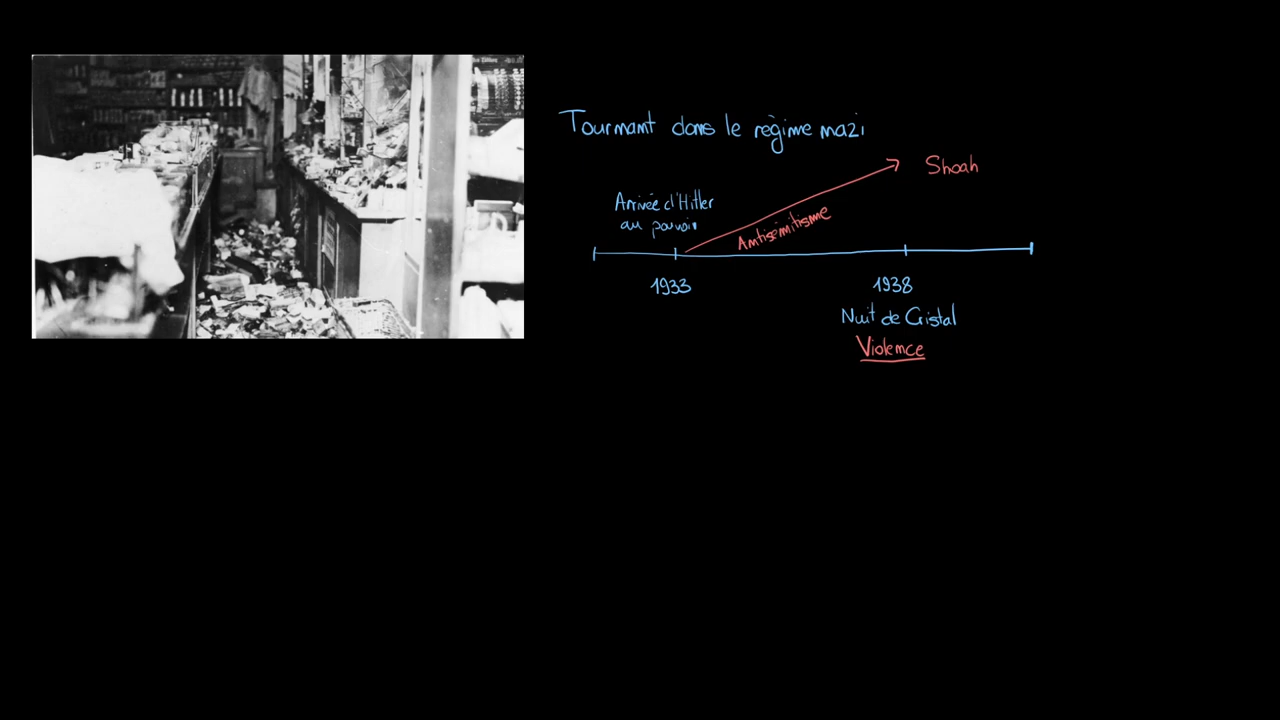 Tournant dans le régime nazi
Shoah
Arrivée d'Hitler
au pouvoir
Antisémitisme
1933
1938
Nuit de Cristal
Violence